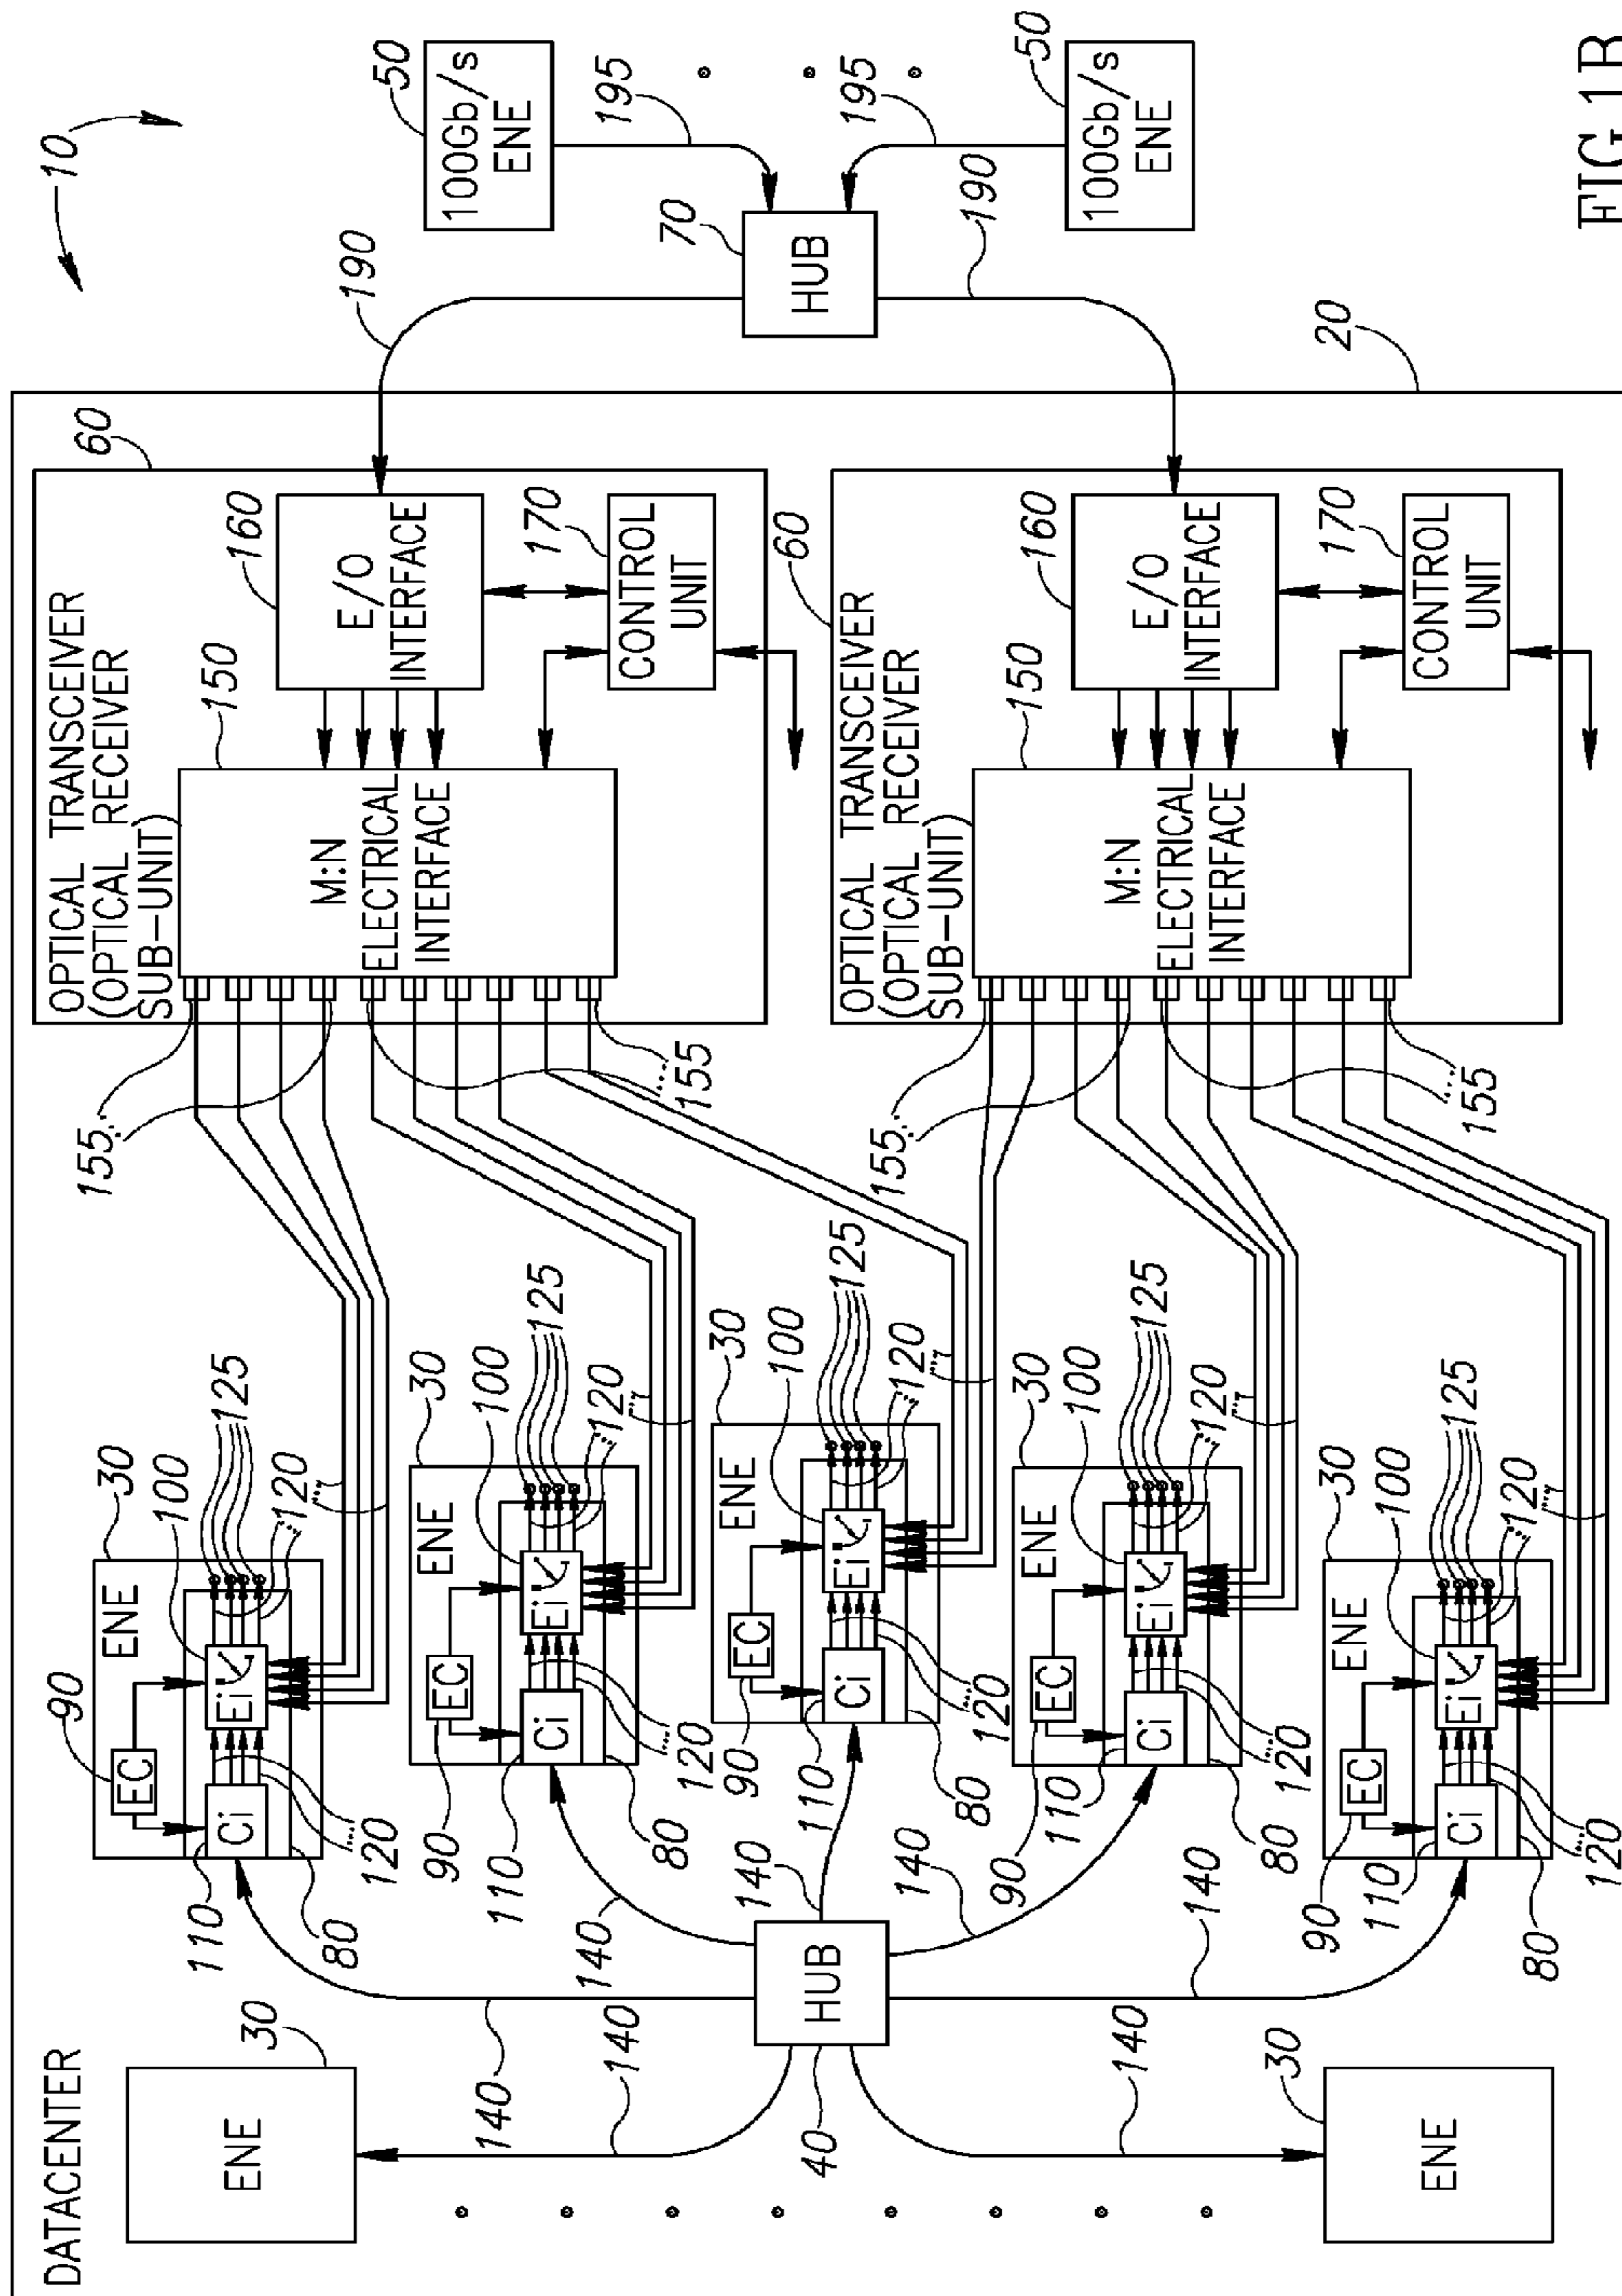 DATACENTER
ENE
30
140
140
HUB
40
140
140
140
140
140
ENE
30
30
ENE
90
EC
110
Ci
Ei
100
125
120
120
80
30
ENE
90
EC
110
Ci
Ei
100
125
120
120
80
30
ENE
90
EC
110
Ci
Ei
100
125
120
120
80
30
ENE
90
EC
110
Ci
Ei
100
125
120
120
80
30
ENE
90
EC
110
Ci
Ei
100
125
120
120
80
OPTICAL TRANSCEIVER
(OPTICAL RECEIVER
SUB-UNIT)
60
150
155
155
M:N
ELECTRICAL
INTERFACE
160
E/O
INTERFACE
170
CONTROL
UNIT
OPTICAL TRANSCEIVER
(OPTICAL RECEIVER
SUB-UNIT)
60
150
155
155
M:N
ELECTRICAL
INTERFACE
160
E/O
INTERFACE
170
CONTROL
UNIT
20
10
190
190
70
HUB
195
195
50
100Gb/s
ENE
50
100Gb/s
ENE
FIG.1B